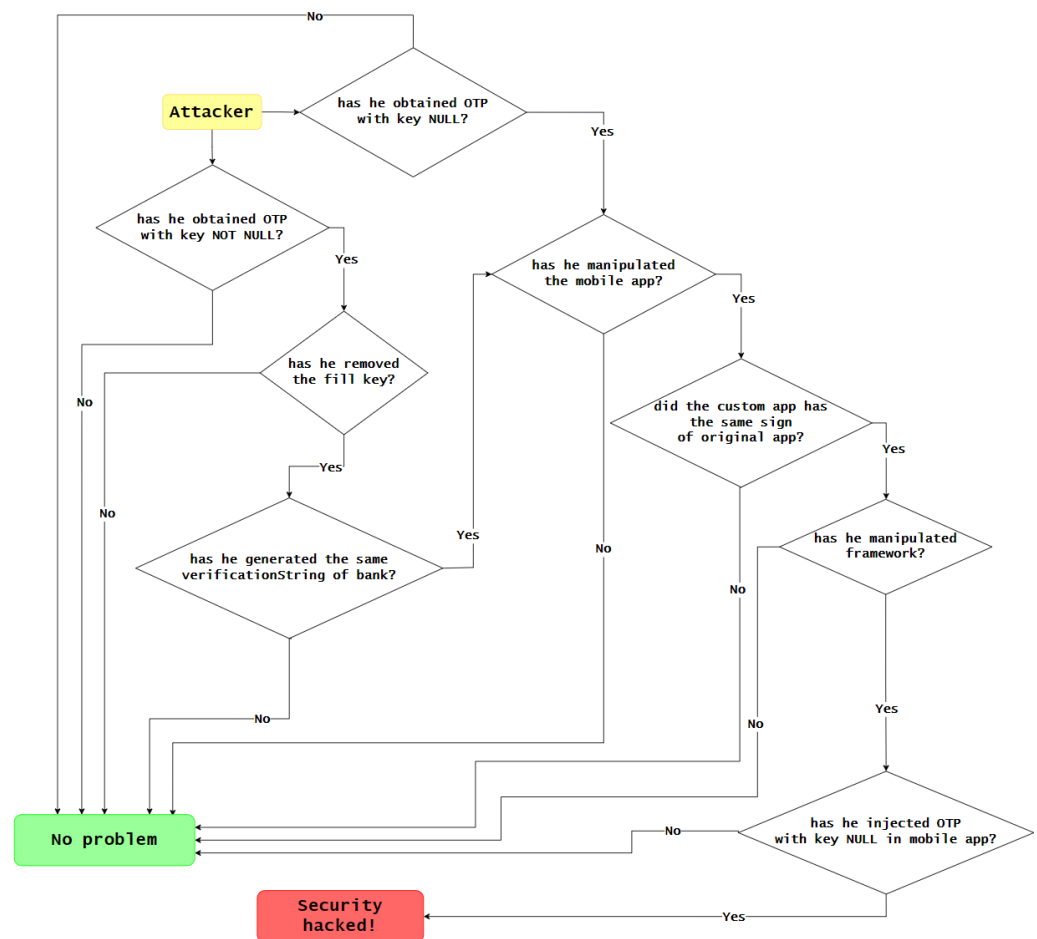 No
Attacker
has he obtained OTP
with key NULL?
Yes
has he obtained OTP
with key NOT NULL?
Yes
has he manipulated
the mobile app?
Yes
has he removed
the fill key?
No
did the custom app has
the same sign
of original app?
Yes
Yes
No
has he generated the same
verificationString of bank?
Yes
No
has he manipulated
framework?
No
No
Yes
No
No
has he injected OTP
with key NULL in mobile app?
No
No problem
Security
hacked!
Yes